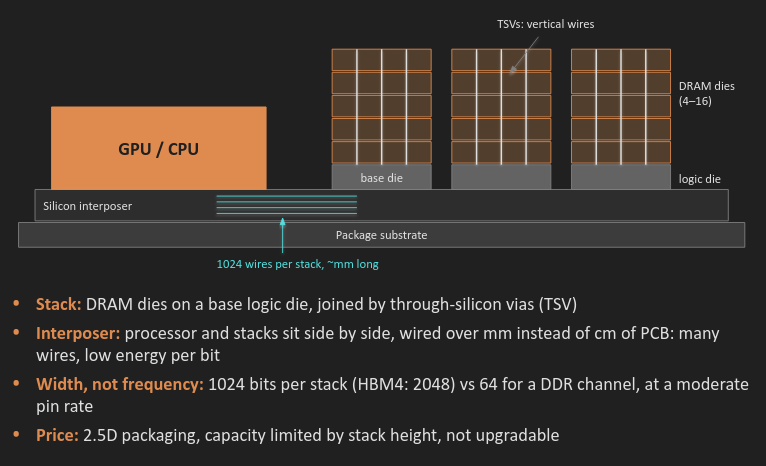 TSVs: vertical wires
DRAM dies
(4–16)
GPU / CPU
base die
logic die
Silicon interposer
Package substrate
1024 wires per stack, ~mm long
• Stack: DRAM dies on a base logic die, joined by through-silicon vias (TSV)
• Interposer: processor and stacks sit side by side, wired over mm instead of cm of PCB: many
wires, low energy per bit
• Width, not frequency: 1024 bits per stack (HBM4: 2048) vs 64 for a DDR channel, at a moderate
pin rate
• Price: 2.5D packaging, capacity limited by stack height, not upgradable